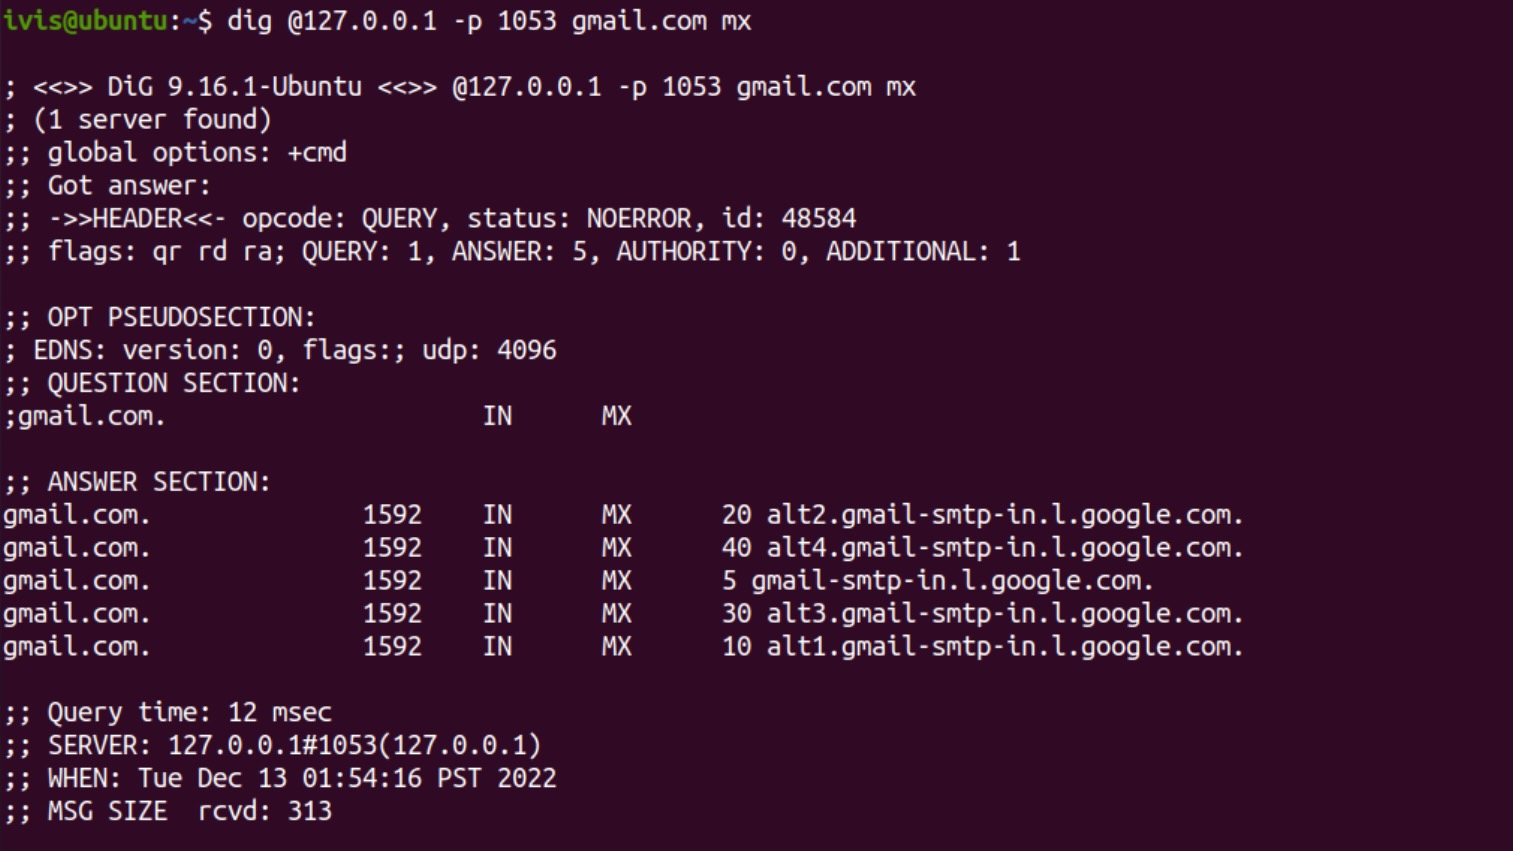 ivis@ubuntu:~$ dig @127.0.0.1 -p 1053 gmail.com mx
; <<>> DiG 9.16.1-Ubuntu <<>> @127.0.0.1 -p 1053 gmail.com mx
; (1 server found)
;; global options: +cmd
;; Got answer:
;; ->>HEADER<<- opcode: QUERY, status: NOERROR, id: 48584
;; flags: qr rd ra; QUERY: 1, ANSWER: 5, AUTHORITY: 0, ADDITIONAL: 1
;; OPT PSEUDOSECTION:
; EDNS: version: 0, flags:; udp: 4096
;; QUESTION SECTION:
;gmail.com. IN MX
;; ANSWER SECTION:
gmail.com. 1592 IN MX 20 alt2.gmail-smtp-in.l.google.com.
gmail.com. 1592 IN MX 40 alt4.gmail-smtp-in.l.google.com.
gmail.com. 1592 IN MX 5 gmail-smtp-in.l.google.com.
gmail.com. 1592 IN MX 30 alt3.gmail-smtp-in.l.google.com.
gmail.com. 1592 IN MX 10 alt1.gmail-smtp-in.l.google.com.
;; Query time: 12 msec
;; SERVER: 127.0.0.1#1053(127.0.0.1)
;; WHEN: Tue Dec 13 01:54:16 PST 2022
;; MSG SIZE  rcvd: 313